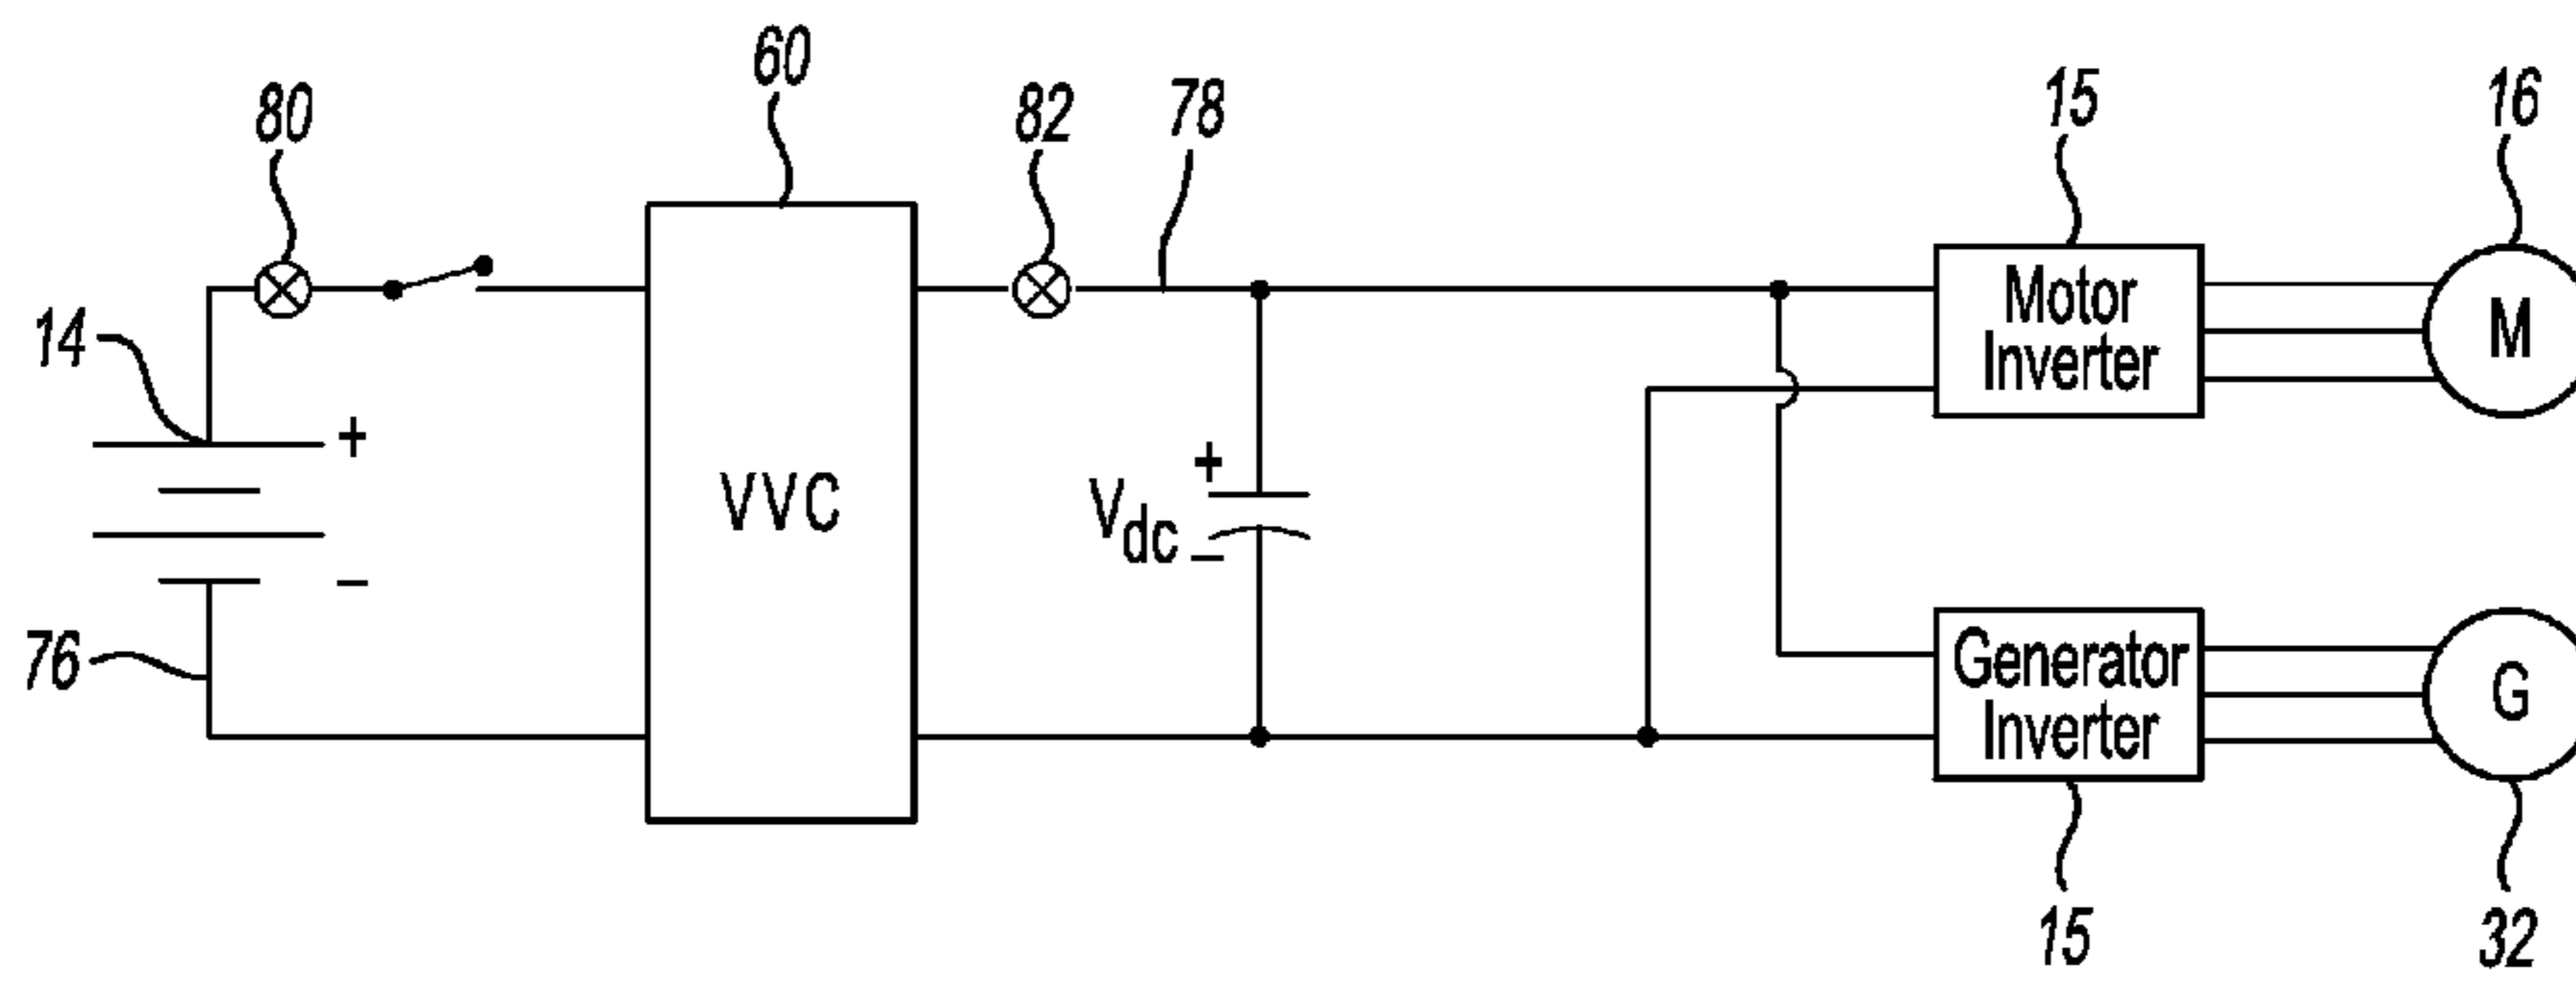 60
80
82
78
15
16
14
+
-
76
VVC
+
Vdc
-
Motor
Inverter
M
Generator
Inverter
G
15
32